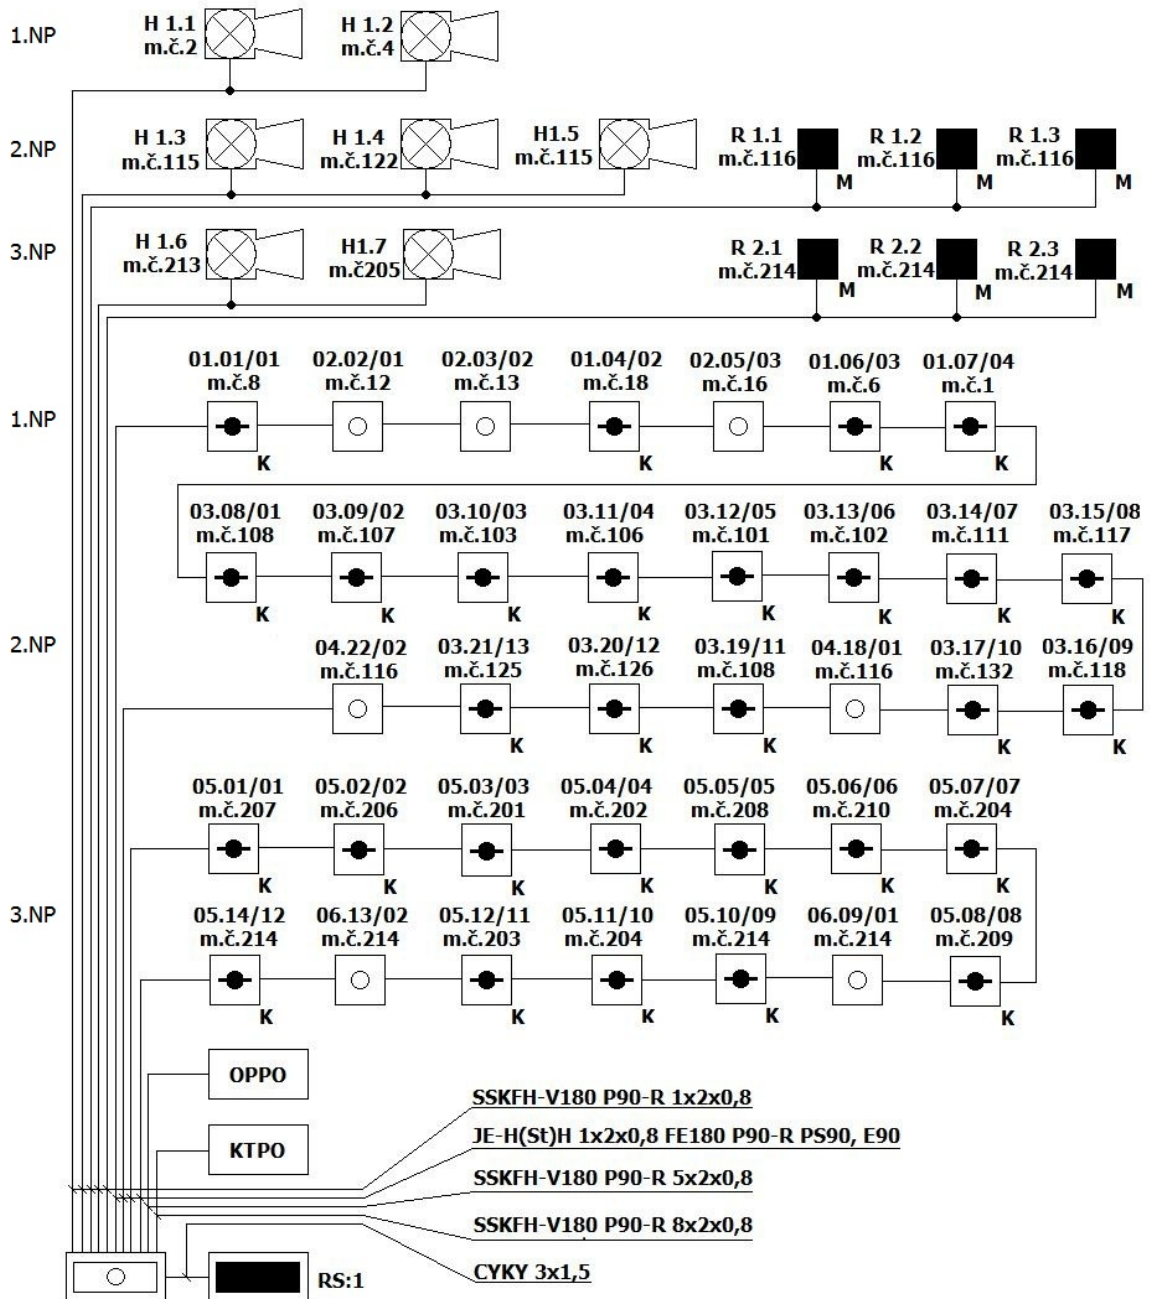 1.NP
H 1.1
m.č.2
H 1.2
m.č.4
2.NP
H 1.3
m.č.115
H 1.4
m.č.122
H1.5
m.č.115
R 1.1
m.č.116
M
R 1.2
m.č.116
M
R 1.3
m.č.116
M
3.NP
H 1.6
m.č.213
H1.7
m.č205
R 2.1
m.č.214
M
R 2.2
m.č.214
M
R 2.3
m.č.214
M
1.NP
01.01/01
m.č.8
K
02.02/01
m.č.12
02.03/02
m.č.13
01.04/02
m.č.18
K
02.05/03
m.č.16
01.06/03
m.č.6
K
01.07/04
m.č.1
K
2.NP
03.08/01
m.č.108
K
03.09/02
m.č.107
K
03.10/03
m.č.103
K
03.11/04
m.č.106
K
03.12/05
m.č.101
K
03.13/06
m.č.102
K
03.14/07
m.č.111
K
03.15/08
m.č.117
K
04.22/02
m.č.116
03.21/13
m.č.125
K
03.20/12
m.č.126
K
03.19/11
m.č.108
K
04.18/01
m.č.116
03.17/10
m.č.132
K
03.16/09
m.č.118
K
3.NP
05.01/01
m.č.207
K
05.02/02
m.č.206
K
05.03/03
m.č.201
K
05.04/04
m.č.202
K
05.05/05
m.č.208
K
05.06/06
m.č.210
K
05.07/07
m.č.204
K
05.14/12
m.č.214
K
06.13/02
m.č.214
05.12/11
m.č.203
K
05.11/10
m.č.204
K
05.10/09
m.č.214
K
06.09/01
m.č.214
05.08/08
m.č.209
K
OPPO
KTPO
SSKFH-V180 P90-R 1x2x0,8
JE-H(St)H 1x2x0,8 FE180 P90-R PS90, E90
SSKFH-V180 P90-R 5x2x0,8
SSKFH-V180 P90-R 8x2x0,8
CYKY 3x1,5
RS:1